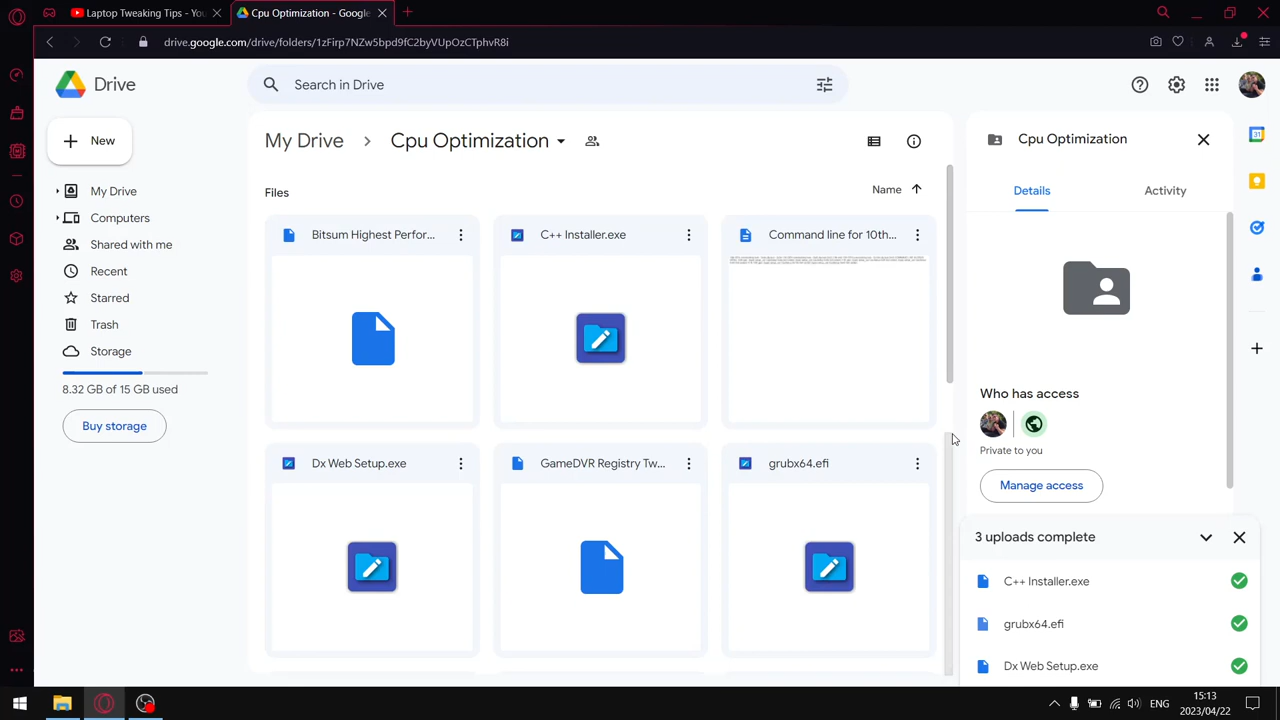 Laptop Tweaking Tips - You
Cpu Optimization - Google
drive.google.com/drive/folders/1zFirp7NZw5bpd9fC2byVUpOzCTphvR8i
Drive
Search in Drive
New
My Drive
Computers
Shared with me
Recent
Starred
Trash
Storage
8.32 GB of 15 GB used
Buy storage
My Drive > Cpu Optimization
Files
Name
Bitsum Highest Perfor...
C++ Installer.exe
Command line for 10th...
Dx Web Setup.exe
GameDVR Registry Tw...
grubx64.efi
Cpu Optimization
Details
Activity
Who has access
Private to you
Manage access
3 uploads complete
C++ Installer.exe
grubx64.efi
Dx Web Setup.exe
31
ENG
15:13
2023/04/22